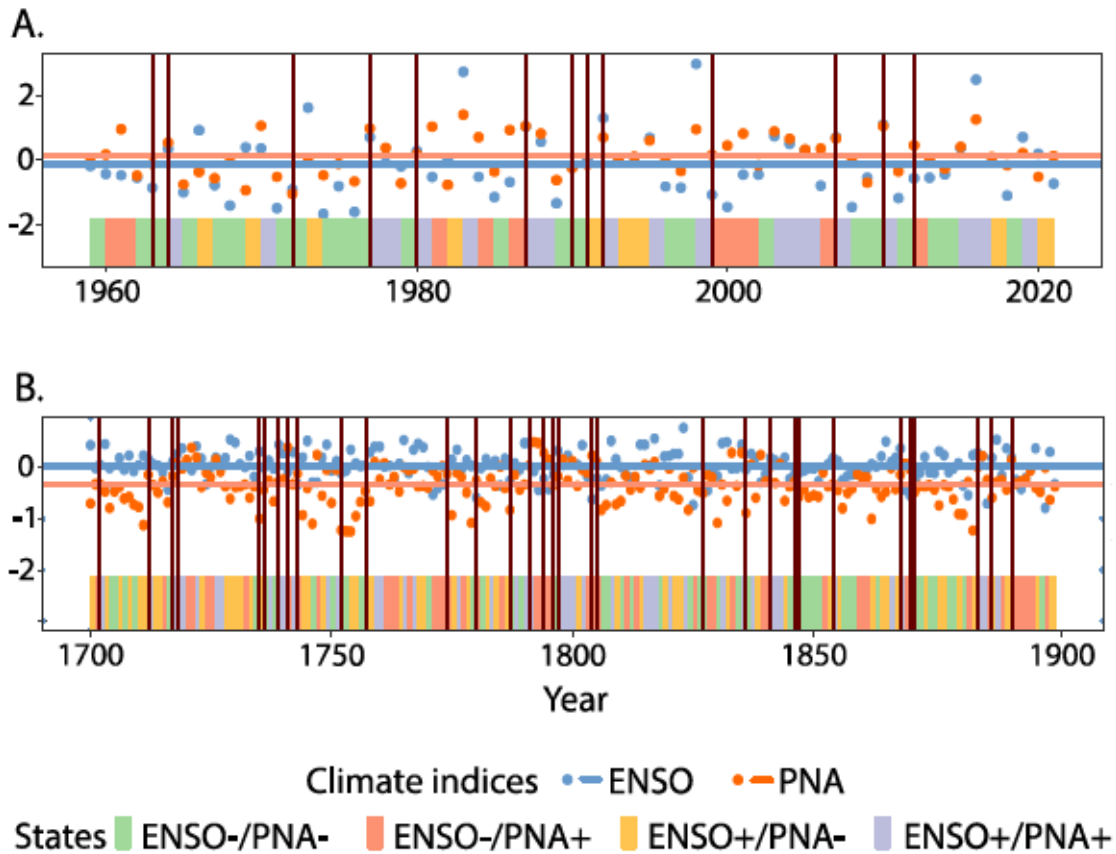 A.
2
0
-2
1960 1980 2000 2020
B.
0
-1
-2
1700 1750 1800 1850 1900
Year
Climate indices ENSO PNA
States ENSO-/PNA- ENSO-/PNA+ ENSO+/PNA- ENSO+/PNA+